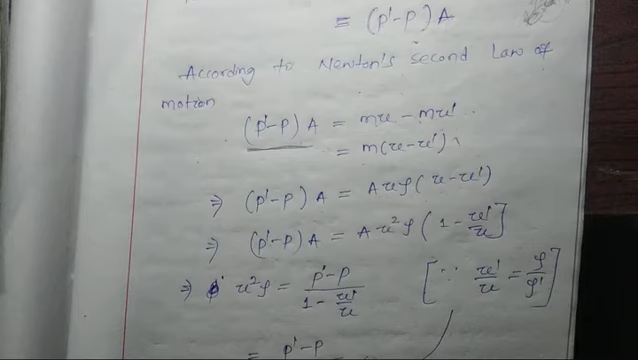 = (p'-p) A
According to Newton's second Law of
motion
(p'-p) A = mu - mu'
= m(u-u')
⇒ (p'-p) A = Auρ(u-u')
⇒ (p'-p) A = Au²ρ(1-u'/u]
⇒ u²ρ = p'-p / 1-u'/u [∵ u'/u = ρ/ρ']
= p'-p